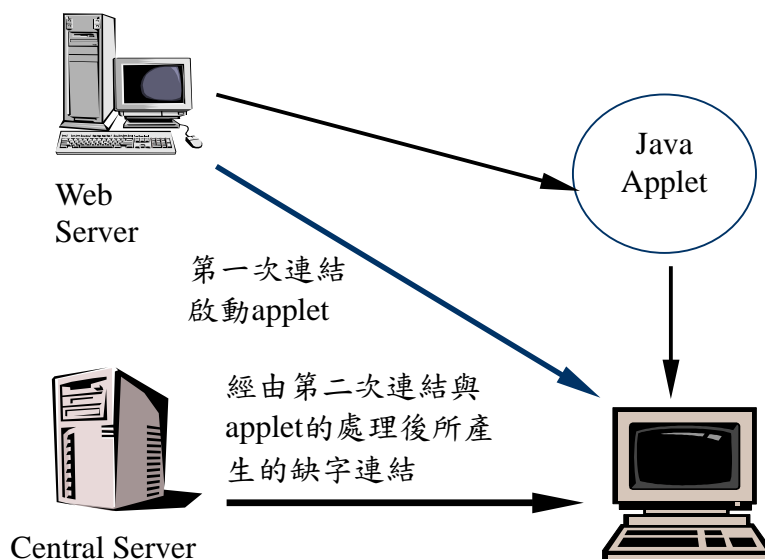 Web
Server
Java
Applet
第一次連結
啟動applet
經由第二次連結與
applet的處理後所產
生的缺字連結
Central Server